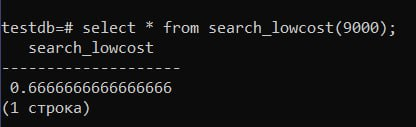 testdb=# select * from search_lowcost(9000);
search_lowcost
--------------------
0.6666666666666666
(1 строка)